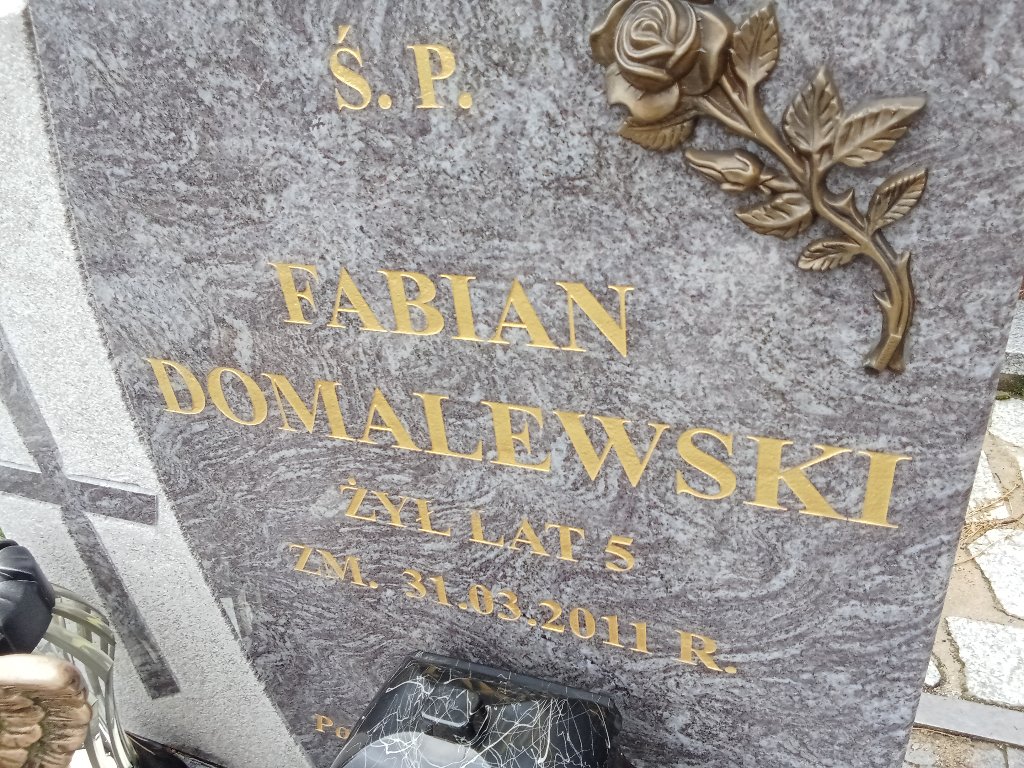 Ś. P.
FABIAN
DOMALEWSKI
ŻYŁ LAT 5
ZM. 31.03.2011 R.